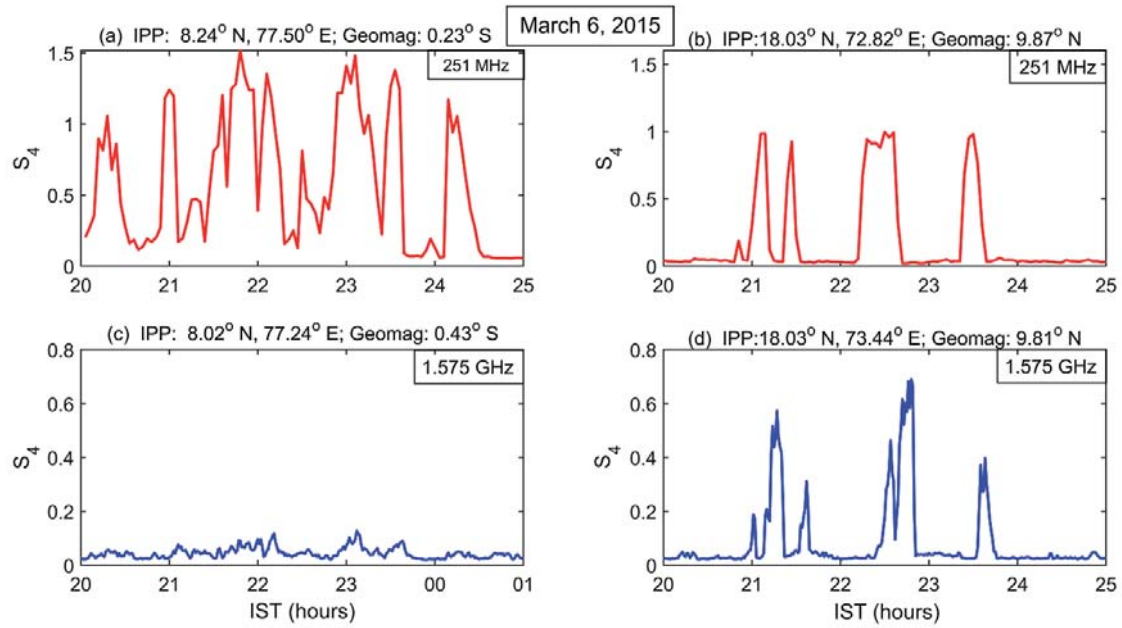 March 6, 2015
(a) IPP: 8.24° N, 77.50° E; Geomag: 0.23° S
251 MHz
1.5
1
0.5
0
S4
20 21 22 23 24 25
(b) IPP:18.03° N, 72.82° E; Geomag: 9.87° N
251 MHz
1.5
1
0.5
0
S4
20 21 22 23 24 25
(c) IPP: 8.02° N, 77.24° E; Geomag: 0.43° S
1.575 GHz
0.8
0.6
0.4
0.2
0
S4
20 21 22 23 00 01
IST (hours)
(d) IPP:18.03° N, 73.44° E; Geomag: 9.81° N
1.575 GHz
0.8
0.6
0.4
0.2
0
S4
20 21 22 23 24 25
IST (hours)